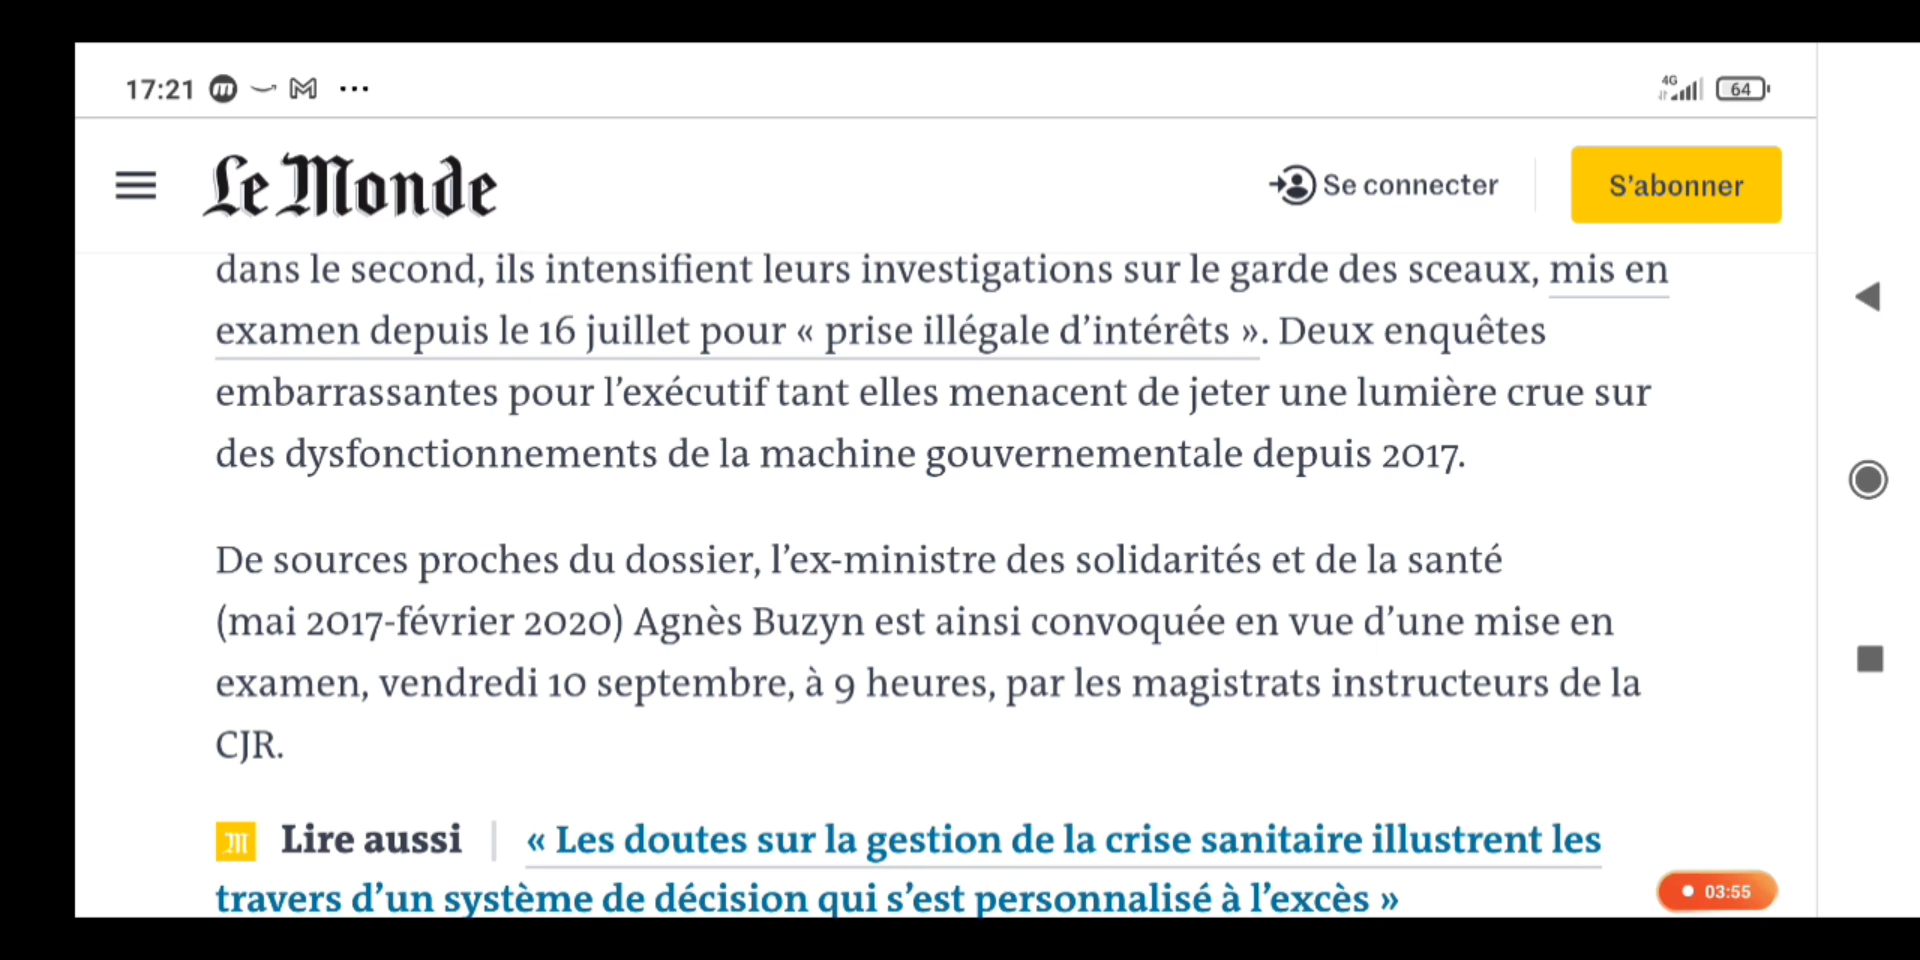 17:21
4G
64
Le Monde
Se connecter
S’abonner
dans le second, ils intensifient leurs investigations sur le garde des sceaux, mis en
examen depuis le 16 juillet pour « prise illégale d’intérêts ». Deux enquêtes
embarrassantes pour l’exécutif tant elles menacent de jeter une lumière crue sur
des dysfonctionnements de la machine gouvernementale depuis 2017.
De sources proches du dossier, l’ex-ministre des solidarités et de la santé
(mai 2017-février 2020) Agnès Buzyn est ainsi convoquée en vue d’une mise en
examen, vendredi 10 septembre, à 9 heures, par les magistrats instructeurs de la
CJR.
Lire aussi | « Les doutes sur la gestion de la crise sanitaire illustrent les
travers d’un système de décision qui s’est personnalisé à l’excès »
03:55